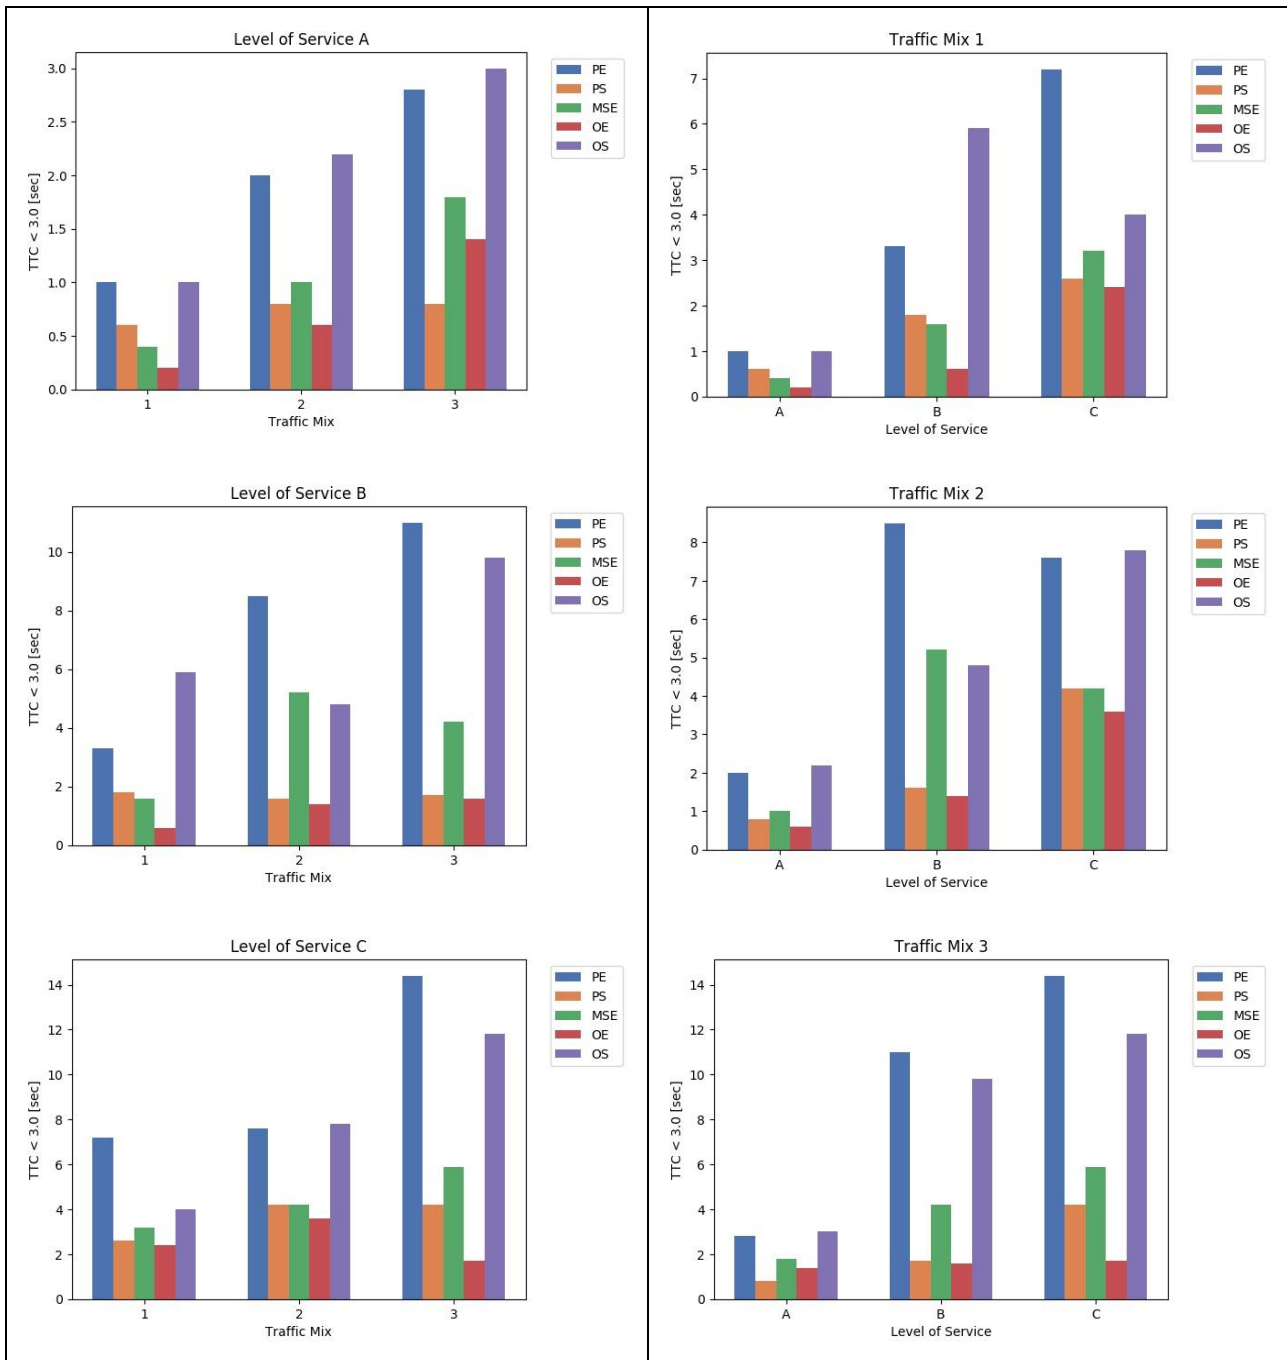 Level of Service A
TTC < 3.0 [sec]
3.0
2.5
2.0
1.5
1.0
0.5
0.0
1 2 3
Traffic Mix
PE
PS
MSE
OE
OS
Traffic Mix 1
TTC < 3.0 [sec]
7
6
5
4
3
2
1
0
A B C
Level of Service
PE
PS
MSE
OE
OS
Level of Service B
TTC < 3.0 [sec]
10
8
6
4
2
0
1 2 3
Traffic Mix
PE
PS
MSE
OE
OS
Traffic Mix 2
TTC < 3.0 [sec]
8
7
6
5
4
3
2
1
0
A B C
Level of Service
PE
PS
MSE
OE
OS
Level of Service C
TTC < 3.0 [sec]
14
12
10
8
6
4
2
0
1 2 3
Traffic Mix
PE
PS
MSE
OE
OS
Traffic Mix 3
TTC < 3.0 [sec]
14
12
10
8
6
4
2
0
A B C
Level of Service
PE
PS
MSE
OE
OS